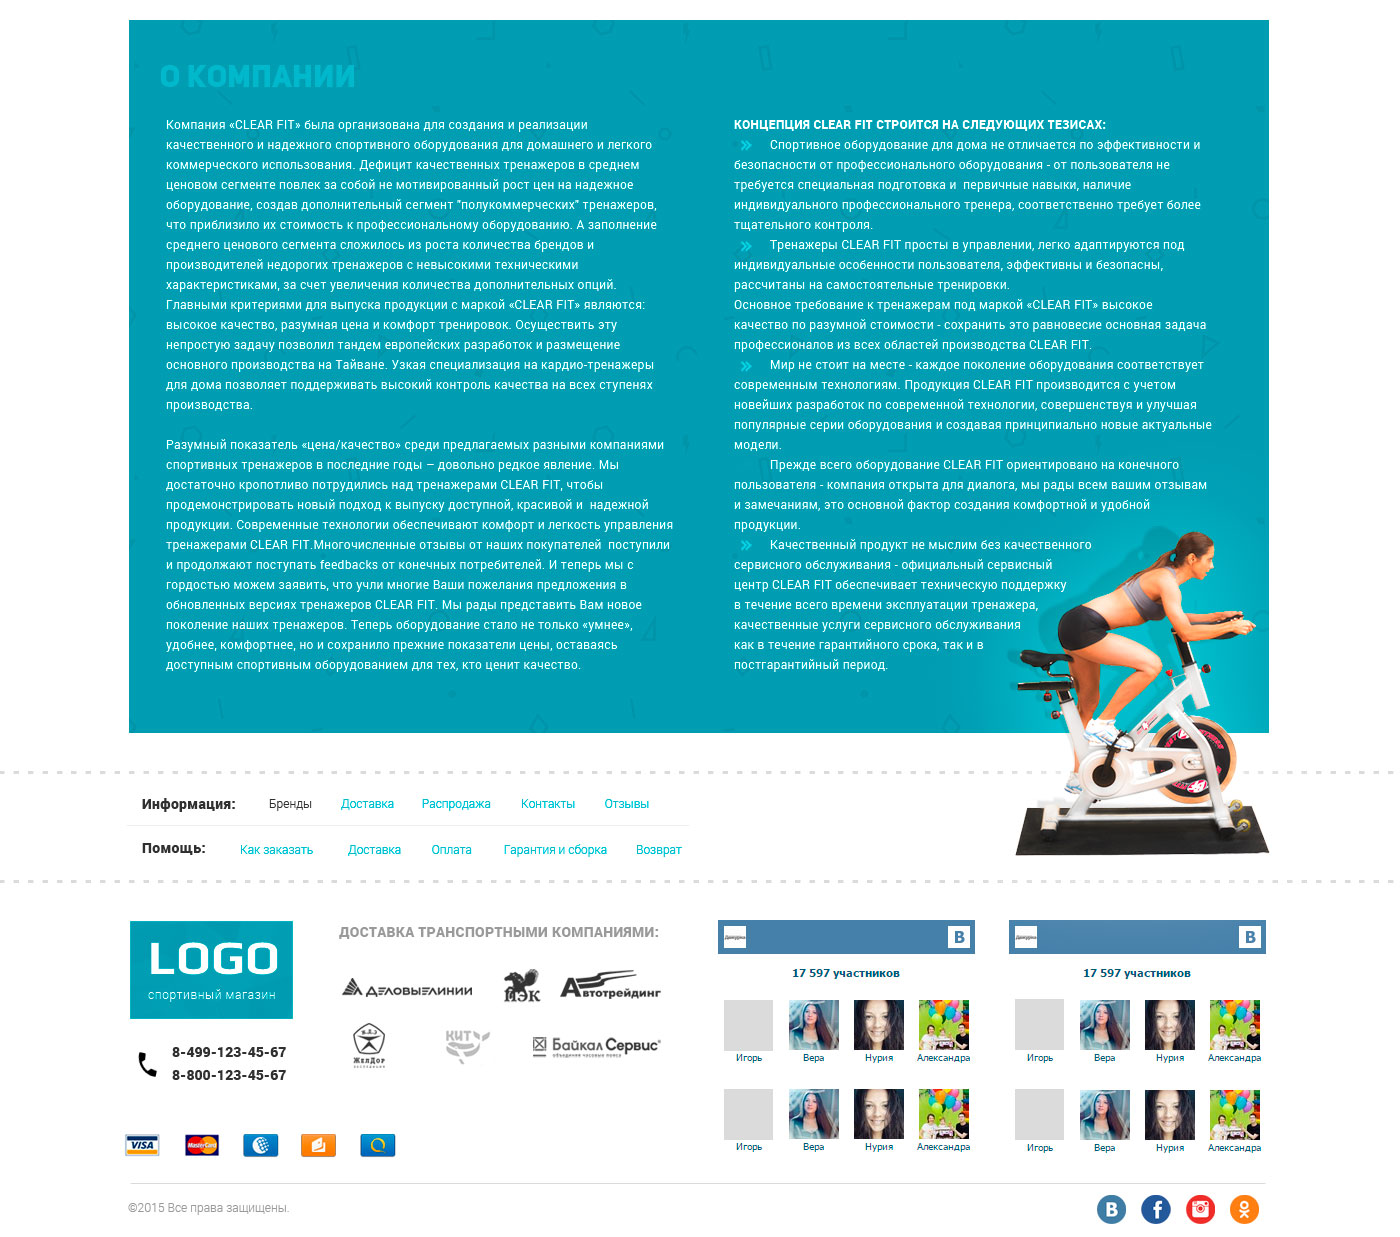 О КОМПАНИИ
Компания «CLEAR FIT» была организована для создания и реализации
качественного и надежного спортивного оборудования для домашнего и легкого
коммерческого использования. Дефицит качественных тренажеров в среднем
ценовом сегменте повлек за собой не мотивированный рост цен на надежное
оборудование, создав дополнительный сегмент "полукоммерческих" тренажеров,
что приблизило их стоимость к профессиональному оборудованию. А заполнение
среднего ценового сегмента сложилось из роста количества брендов и
производителей недорогих тренажеров с невысокими техническими
характеристиками, за счет увеличения количества дополнительных опций.
Главными критериями для выпуска продукции с маркой «CLEAR FIT» являются:
высокое качество, разумная цена и комфорт тренировок. Осуществить эту
непростую задачу позволил тандем европейских разработок и размещение
основного производства на Тайване. Узкая специализация на кардио-тренажеры
для дома позволяет поддерживать высокий контроль качества на всех ступенях
производства.
Разумный показатель «цена/качество» среди предлагаемых разными компаниями
спортивных тренажеров в последние годы – довольно редкое явление. Мы
достаточно кропотливо потрудились над тренажерами CLEAR FIT, чтобы
продемонстрировать новый подход к выпуску доступной, красивой и надежной
продукции. Современные технологии обеспечивают комфорт и легкость управления
тренажерами CLEAR FIT.Многочисленные отзывы от наших покупателей поступили
и продолжают поступать feedbacks от конечных потребителей. И теперь мы с
гордостью можем заявить, что учли многие Ваши пожелания предложения в
обновленных версиях тренажеров CLEAR FIT. Мы рады представить Вам новое
поколение наших тренажеров. Теперь оборудование стало не только «умнее»,
удобнее, комфортнее, но и сохранило прежние показатели цены, оставаясь
доступным спортивным оборудованием для тех, кто ценит качество.
КОНЦЕПЦИЯ CLEAR FIT СТРОИТСЯ НА СЛЕДУЮЩИХ ТЕЗИСАХ:
Спортивное оборудование для дома не отличается по эффективности и
безопасности от профессионального оборудования - от пользователя не
требуется специальная подготовка и первичные навыки, наличие
индивидуального профессионального тренера, соответственно требует более
тщательного контроля.
Тренажеры CLEAR FIT просты в управлении, легко адаптируются под
индивидуальные особенности пользователя, эффективны и безопасны,
рассчитаны на самостоятельные тренировки.
Основное требование к тренажерам под маркой «CLEAR FIT» высокое
качество по разумной стоимости - сохранить это равновесие основная задача
профессионалов из всех областей производства CLEAR FIT.
Мир не стоит на месте - каждое поколение оборудования соответствует
современным технологиям. Продукция CLEAR FIT производится с учетом
новейших разработок по современной технологии, совершенствуя и улучшая
популярные серии оборудования и создавая принципиально новые актуальные
модели.
Прежде всего оборудование CLEAR FIT ориентировано на конечного
пользователя - компания открыта для диалога, мы рады всем вашим отзывам
и замечаниям, это основной фактор создания комфортной и удобной
продукции.
Качественный продукт не мыслим без качественного
сервисного обслуживания - официальный сервисный
центр CLEAR FIT обеспечивает техническую поддержку
в течение всего времени эксплуатации тренажера,
качественные услуги сервисного обслуживания
как в течение гарантийного срока, так и в
постгарантийный период.
Информация: Бренды Доставка Распродажа Контакты Отзывы
Помощь: Как заказать Доставка Оплата Гарантия и сборка Возврат
LOGO
спортивный магазин
8-499-123-45-67
8-800-123-45-67
ДОСТАВКА ТРАНСПОРТНЫМИ КОМПАНИЯМИ:
ДЕЛОВЫЕ ЛИНИИ ПЭК Автотрейдинг
ЖелДор КИТ Байкал Сервис
экспедиция
VISA MasterCard
В В
17 597 участников 17 597 участников
Игорь Вера Нурия Александра Игорь Вера Нурия Александра
Игорь Вера Нурия Александра Игорь Вера Нурия Александра
©2015 Все права защищены.